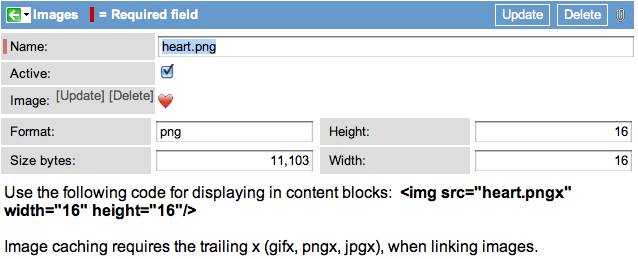 Images = Required field Update Delete
Name: heart.png
Active:
Image: [Update] [Delete]
Format: png Height: 16
Size bytes: 11,103 Width: 16
Use the following code for displaying in content blocks: <img src="heart.pngx"
width="16" height="16"/>
Image caching requires the trailing x (gifx, pngx, jpgx), when linking images.